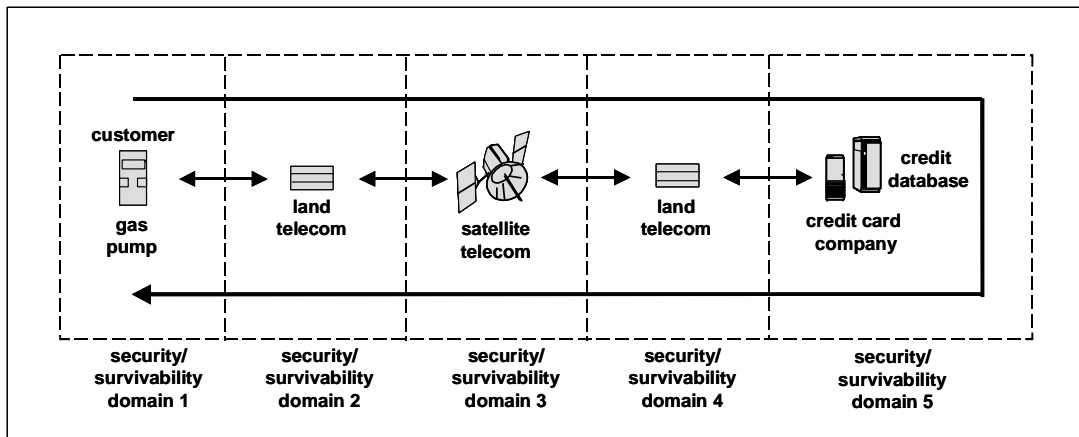 customer
gas
pump
land
telecom
satellite
telecom
land
telecom
credit
database
credit card
company
security/
survivability
domain 1
security/
survivability
domain 2
security/
survivability
domain 3
security/
survivability
domain 4
security/
survivability
domain 5